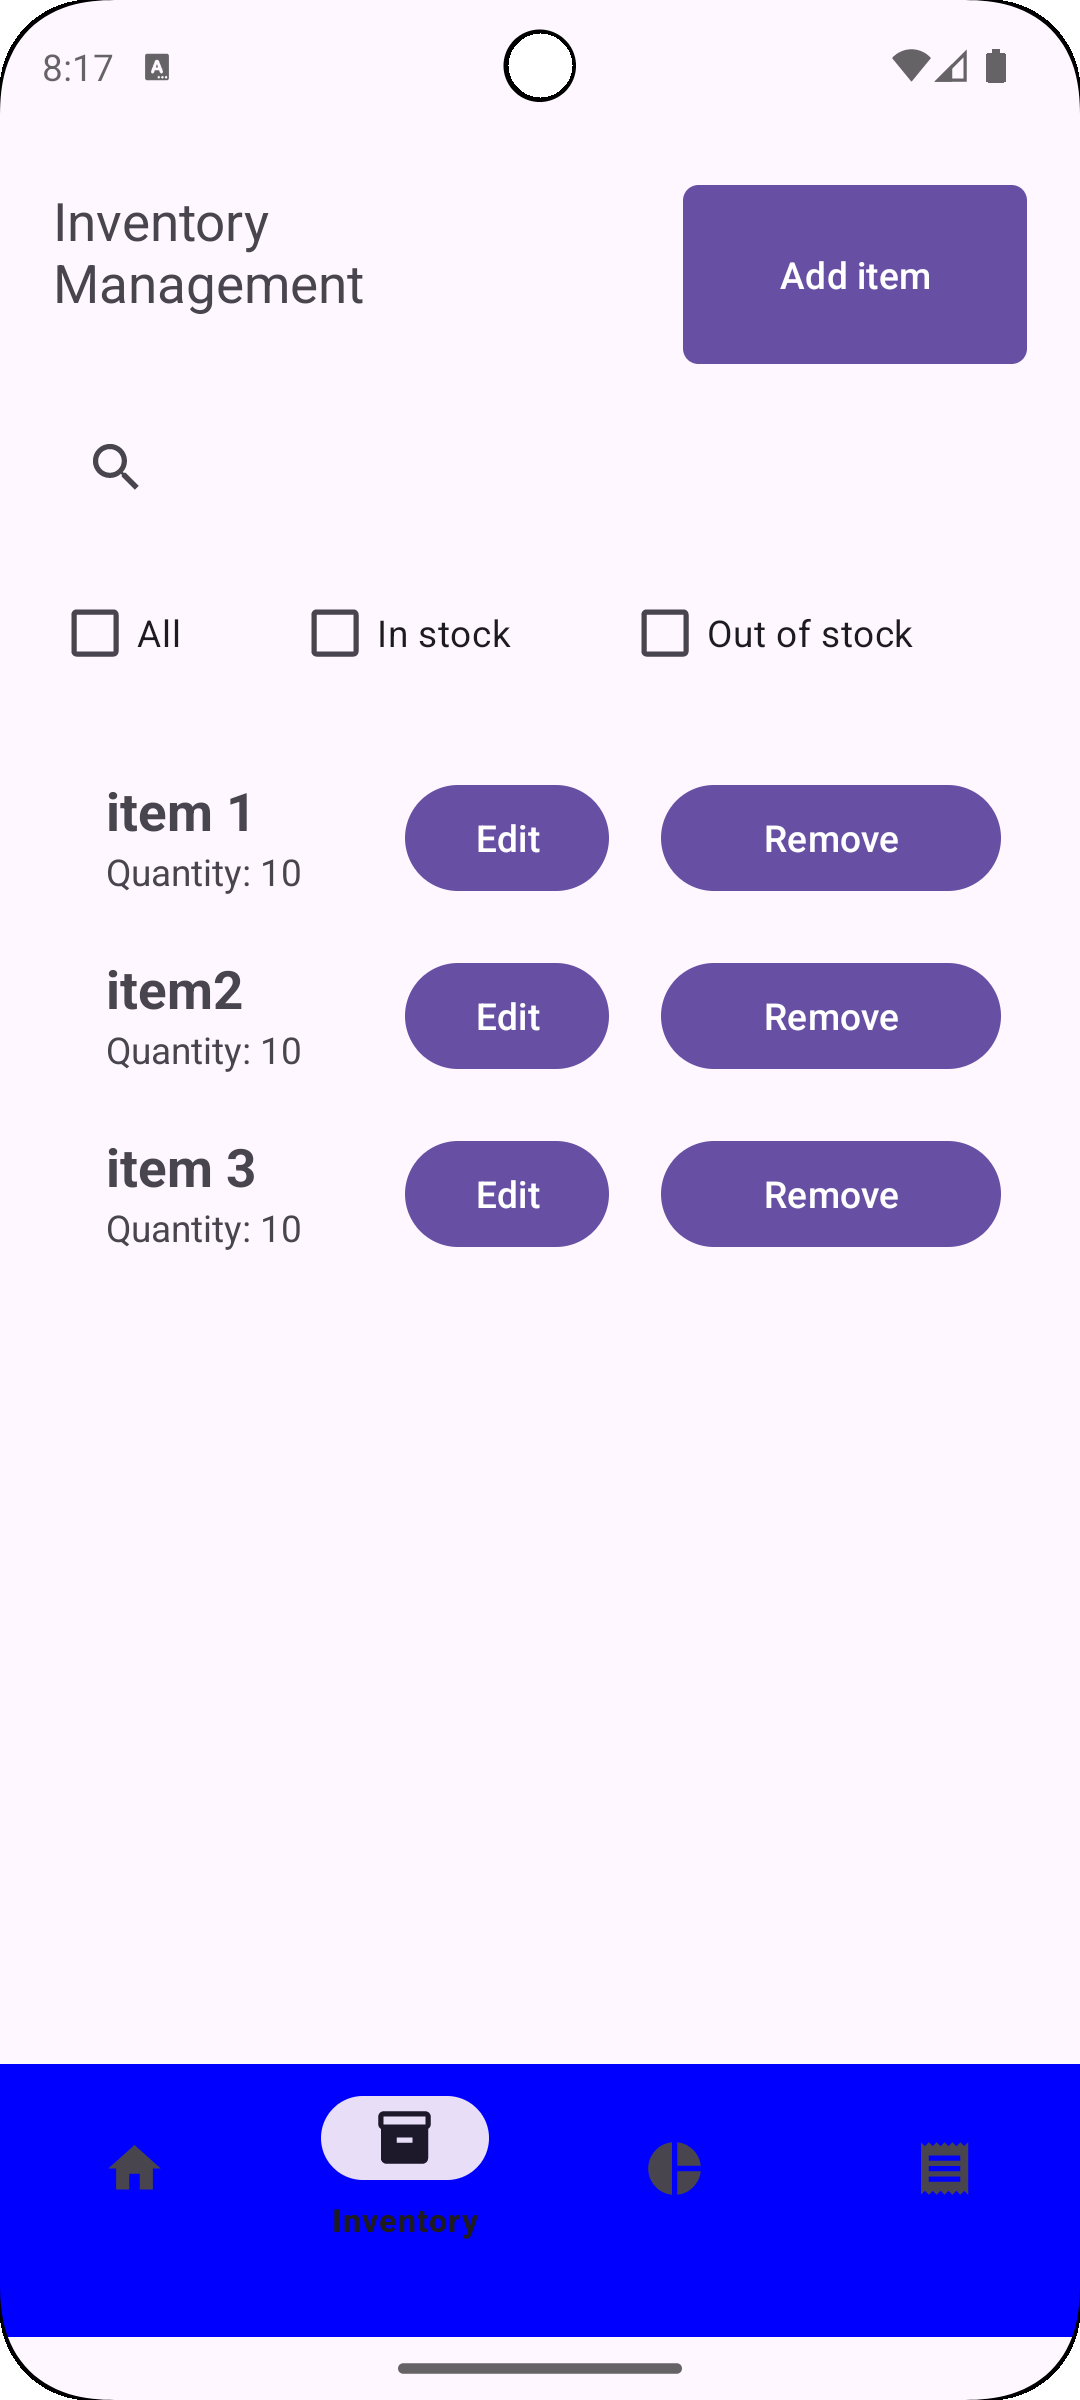 8:17
Inventory
Management
Add item
All
In stock
Out of stock
item 1
Edit
Remove
Quantity: 10
item2
Edit
Remove
Quantity: 10
item 3
Edit
Remove
Quantity: 10
Inventory